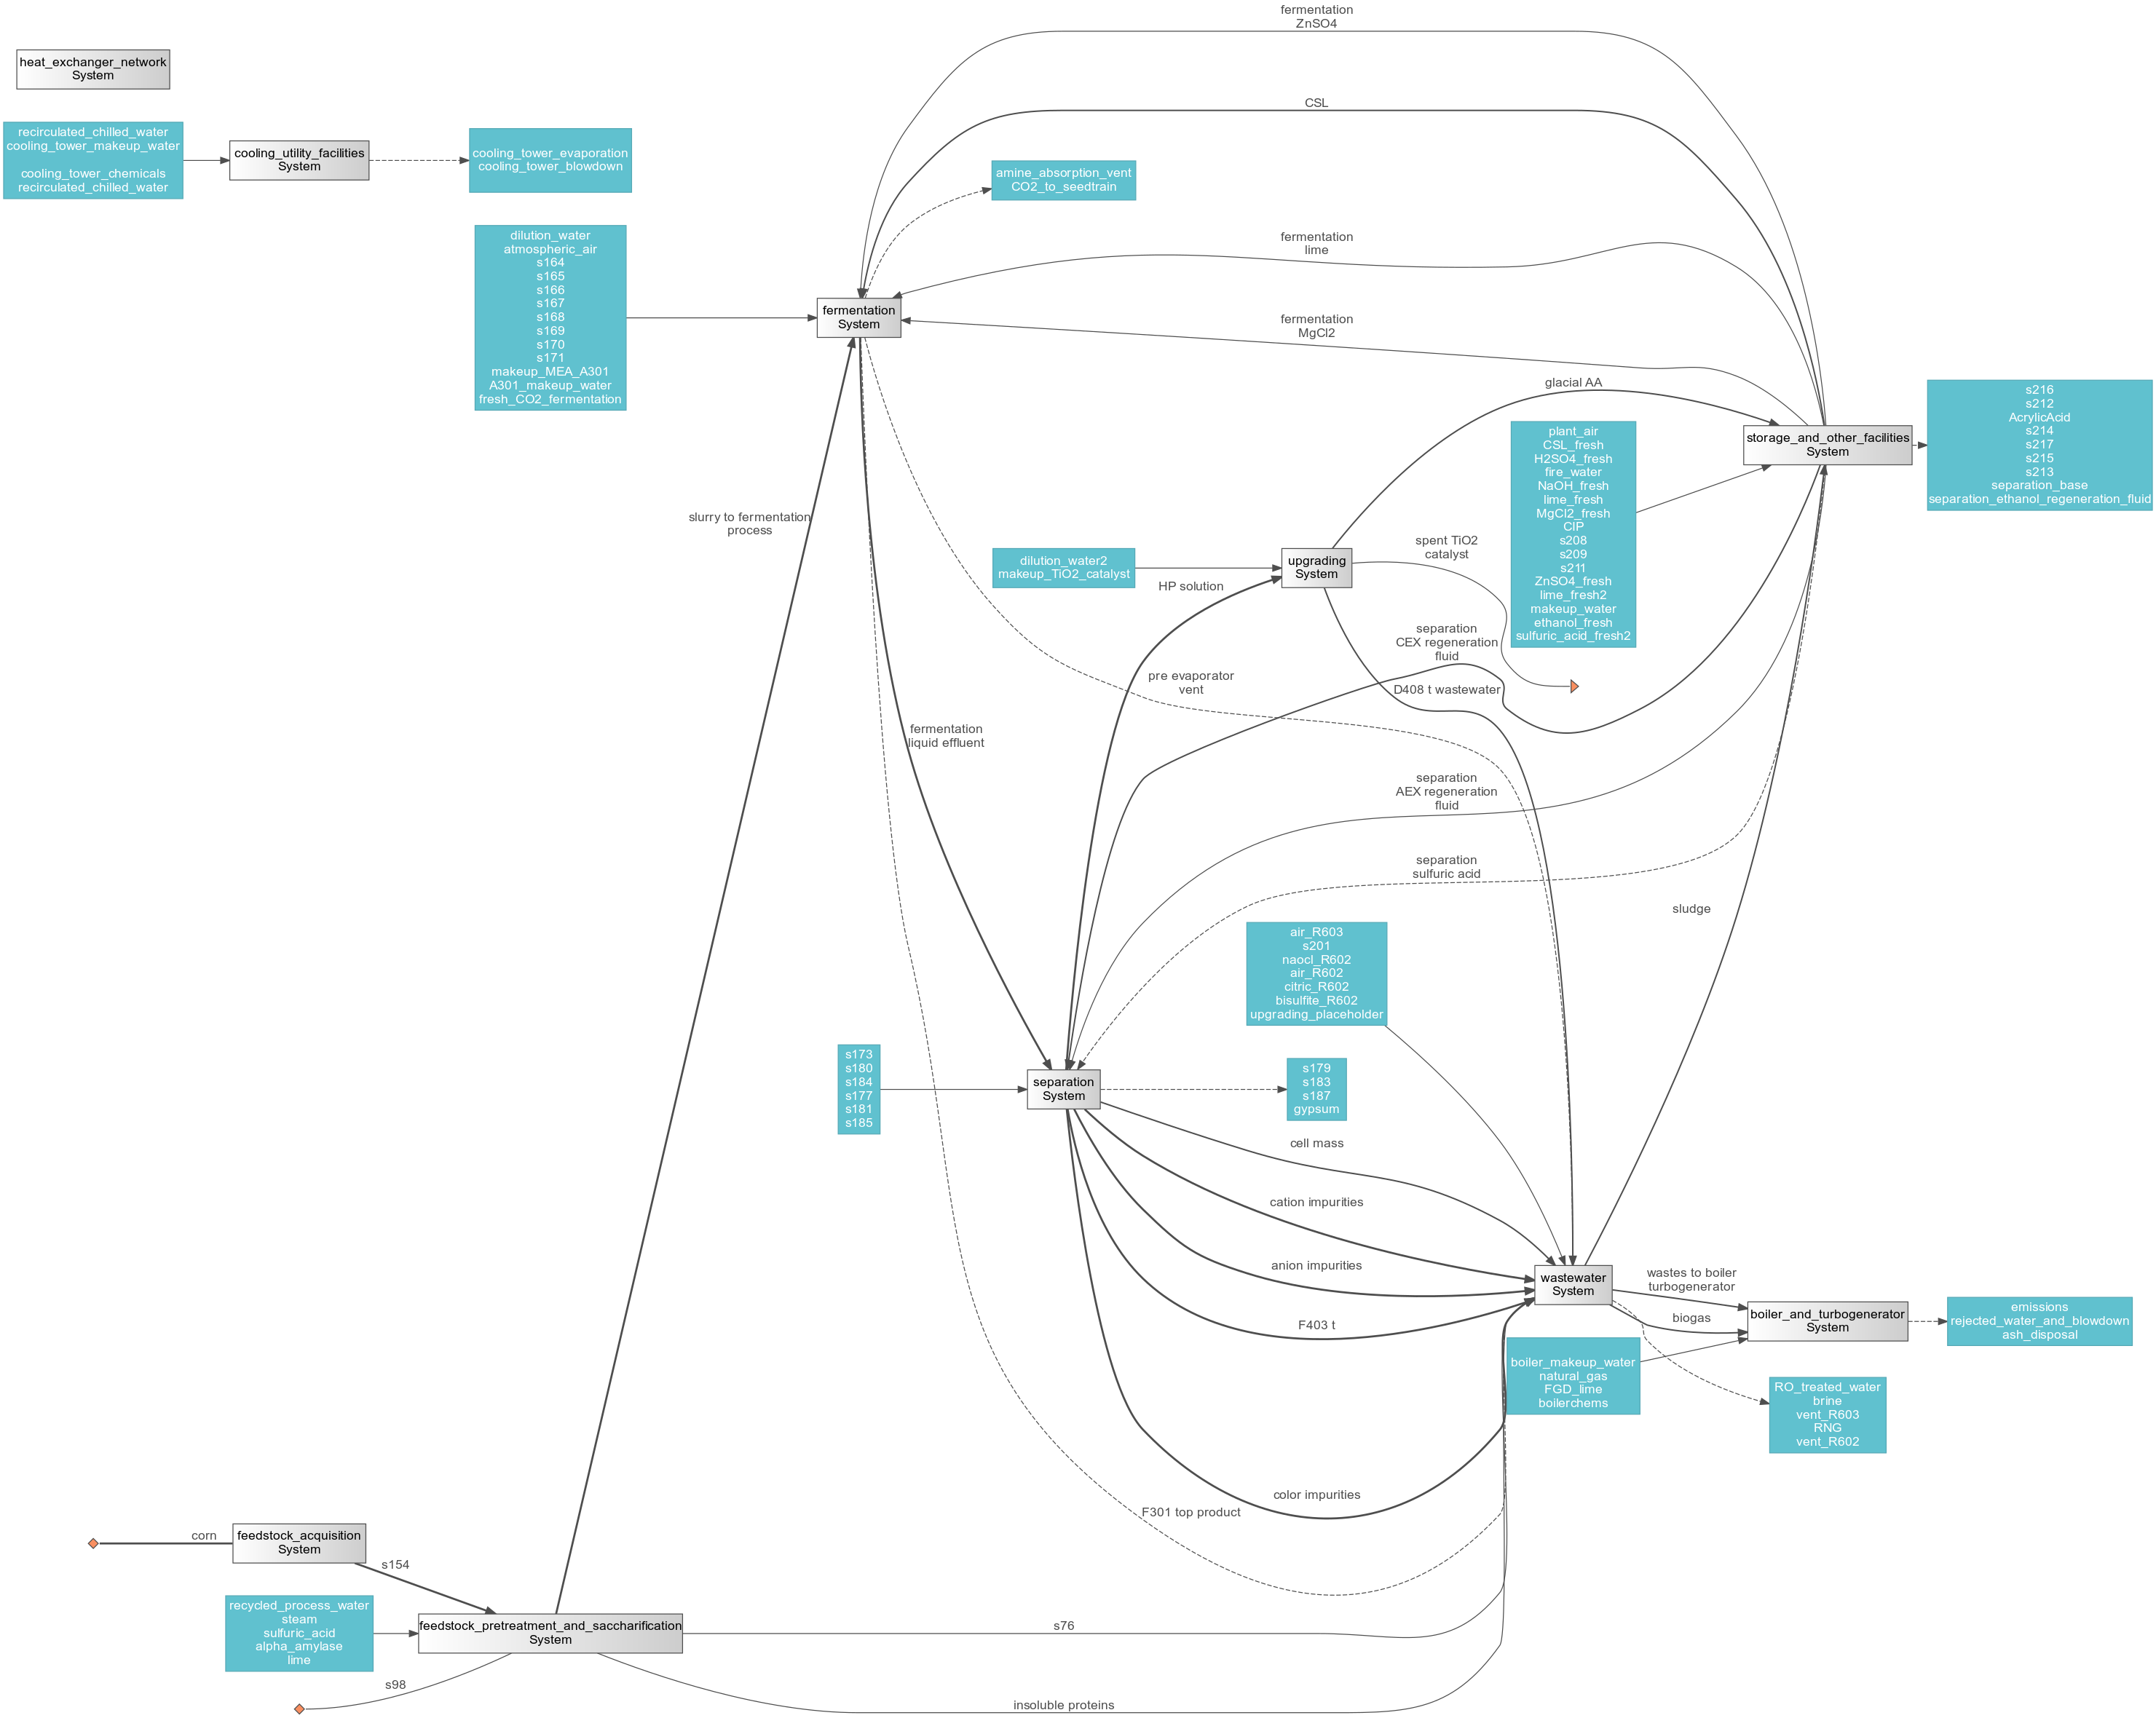 fermentation
ZnSO4
heat_exchanger_network
System
CSL
recirculated_chilled_water
cooling_tower_makeup_water
cooling_tower_chemicals
recirculated_chilled_water
cooling_utility_facilities
System
cooling_tower_evaporation
cooling_tower_blowdown
amine_absorption_vent
CO2_to_seedtrain
dilution_water
atmospheric_air
s164
s165
s166
s167
s168
s169
s170
s171
makeup_MEA_A301
A301_makeup_water
fresh_CO2_fermentation
fermentation
lime
fermentation
System
fermentation
MgCl2
glacial AA
s216
s212
AcrylicAcid
s214
s217
s215
s213
separation_base
separation_ethanol_regeneration_fluid
storage_and_other_facilities
System
plant_air
CSL_fresh
H2SO4_fresh
fire_water
NaOH_fresh
lime_fresh
MgCl2_fresh
CIP
s208
s209
s211
ZnSO4_fresh
lime_fresh2
makeup_water
ethanol_fresh
sulfuric_acid_fresh2
slurry to fermentation
process
dilution_water2
makeup_TiO2_catalyst
upgrading
System
spent TiO2
catalyst
HP solution
separation
CEX regeneration
fluid
pre evaporator
vent
D408 t wastewater
fermentation
liquid effluent
separation
AEX regeneration
fluid
separation
sulfuric acid
sludge
air_R603
s201
naocl_R602
air_R602
citric_R602
bisulfite_R602
upgrading_placeholder
s173
s180
s184
s177
s181
s185
separation
System
s179
s183
s187
gypsum
cell mass
cation impurities
anion impurities
F403 t
wastewater
System
wastes to boiler
turbogenerator
biogas
boiler_and_turbogenerator
System
emissions
rejected_water_and_blowdown
ash_disposal
boiler_makeup_water
natural_gas
FGD_lime
boilerchems
RO_treated_water
brine
vent_R603
RNG
vent_R602
color impurities
F301 top product
corn
feedstock_acquisition
System
s154
recycled_process_water
steam
sulfuric_acid
alpha_amylase
lime
feedstock_pretreatment_and_saccharification
System
s76
s98
insoluble proteins